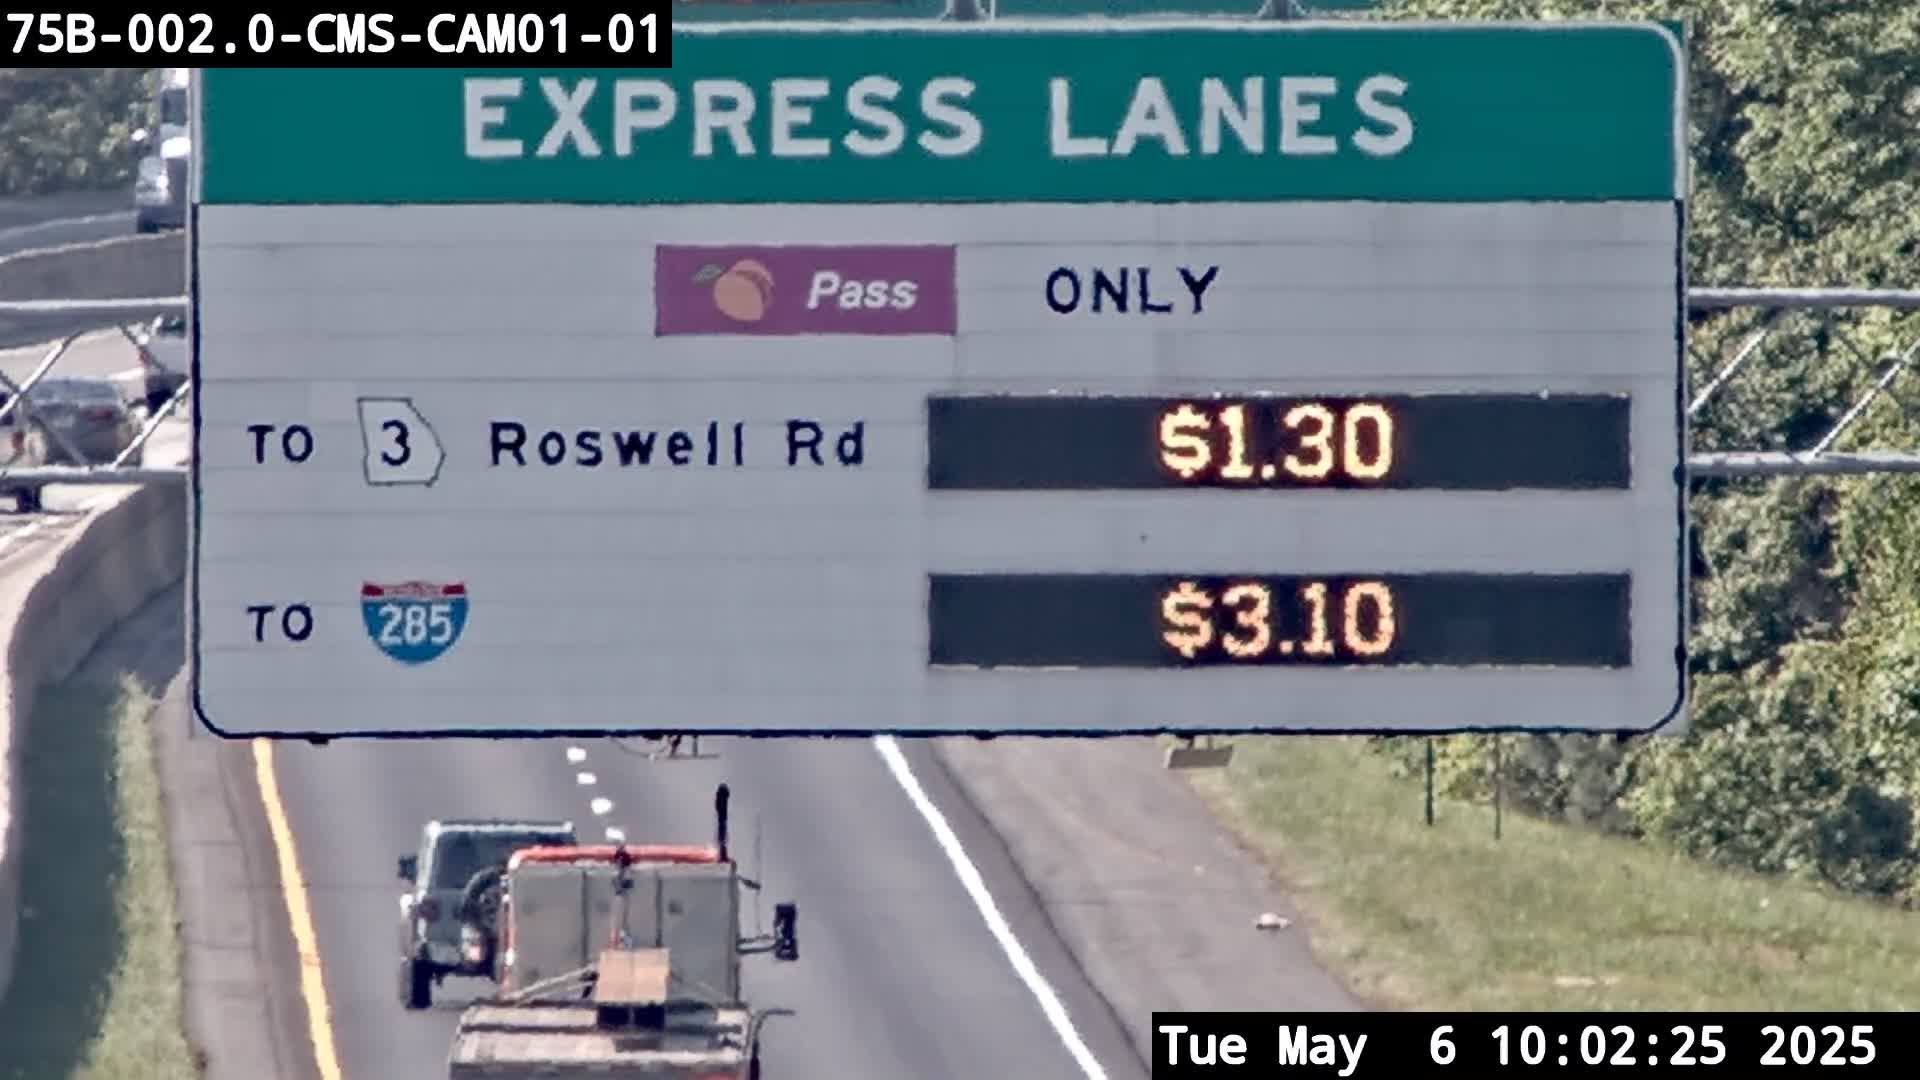 75B-002.0-CMS-CAM01-01
EXPRESS LANES
Pass ONLY
TO 3 Roswell Rd $1.30
TO 285 $3.10
Tue May 6 10:02:25 2025